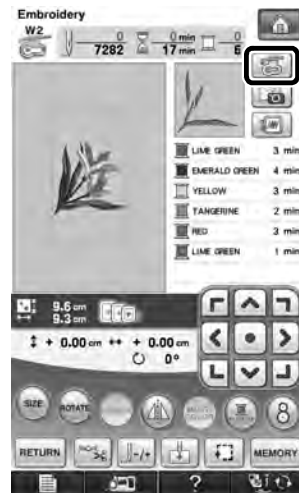 Embroidery
W2
0 0 min 0
7282 17 min 6
LIME GREEN 3 min
EMERALD GREEN 4 min
YELLOW 3 min
TANGERINE 2 min
RED 3 min
LIME GREEN 1 min
9.6 cm
9.3 cm
+ 0.00 cm + 0.00 cm
0°
SIZE ROTATE
RETURN -/+ MEMORY
?